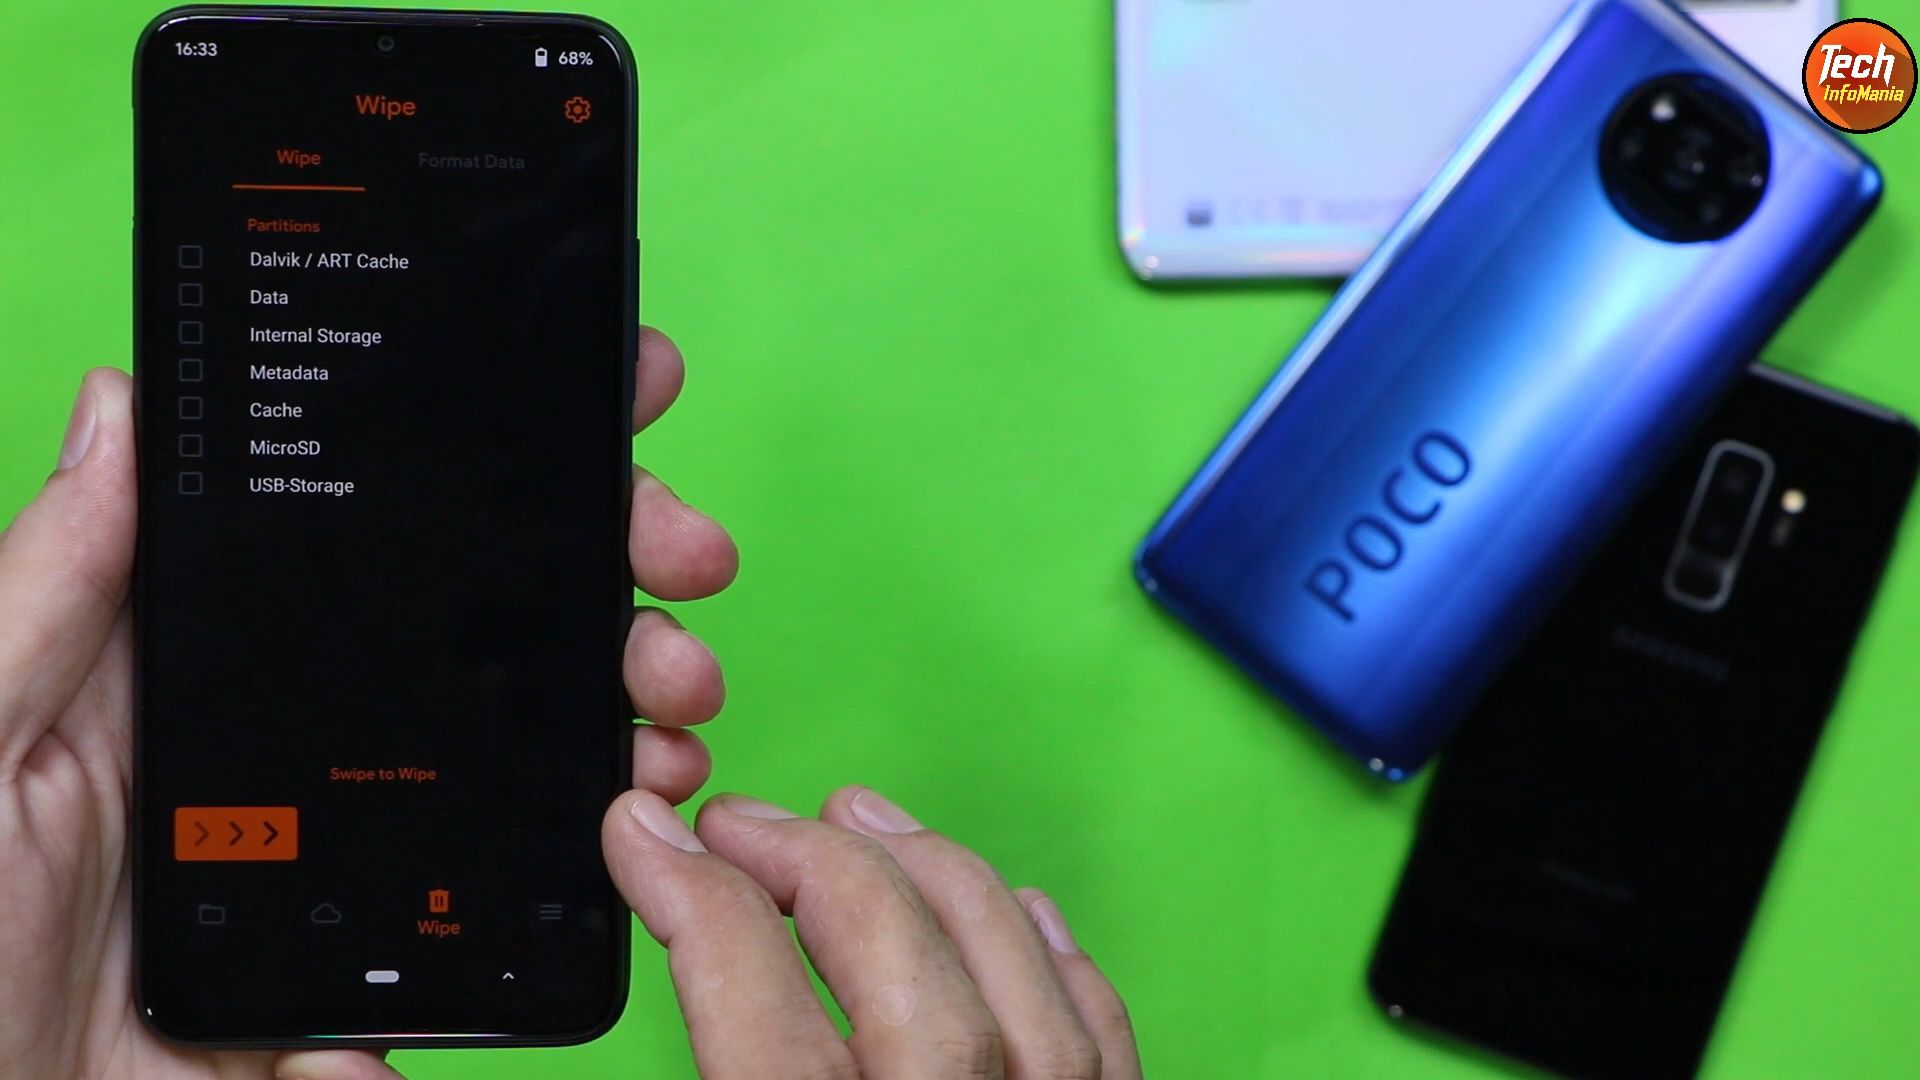 16:33
68%
Wipe
Wipe
Format Data
Partitions
Dalvik / ART Cache
Data
Internal Storage
Metadata
Cache
MicroSD
USB-Storage
Swipe to Wipe
Wipe
POCO
SAMSUNG
Tech
InfoMania